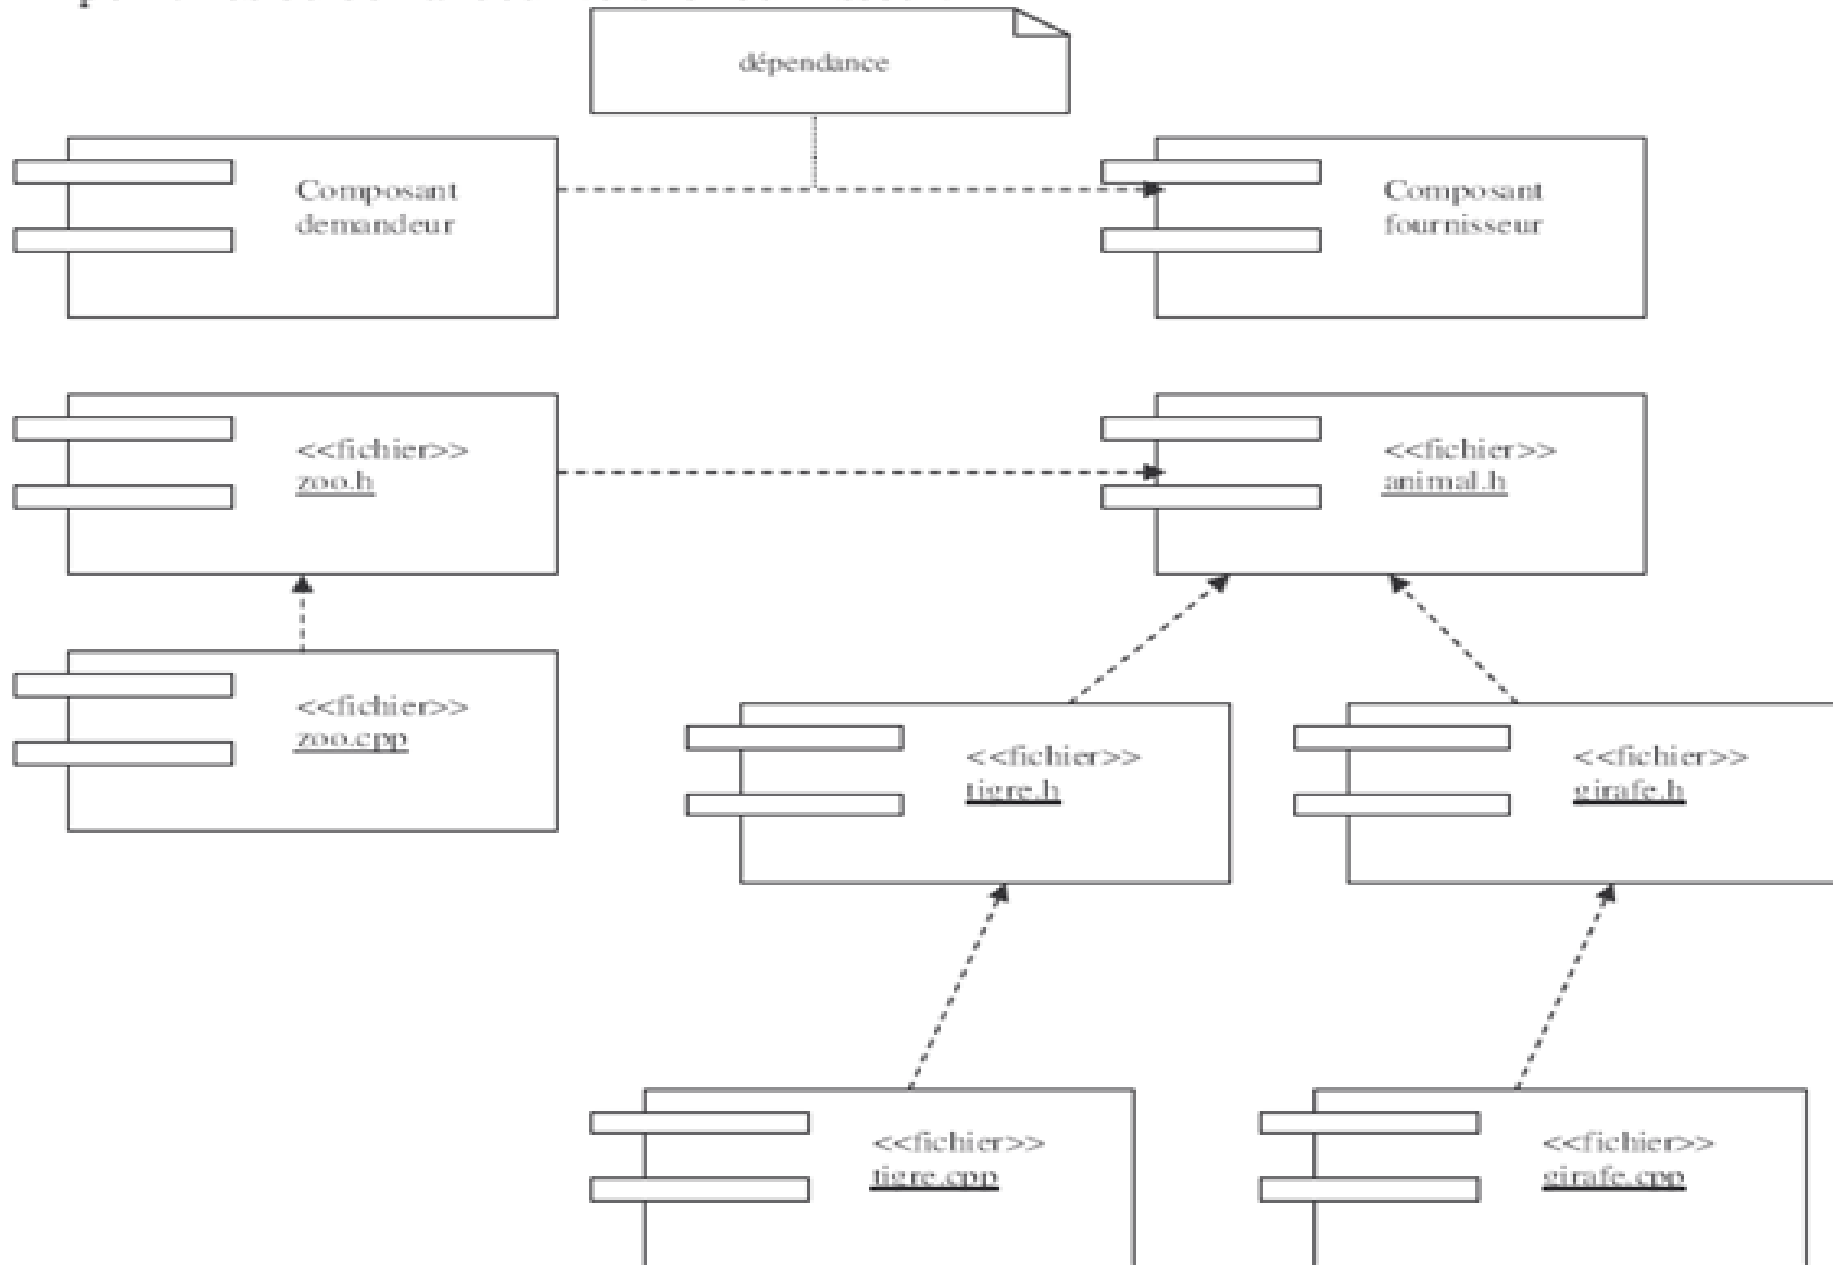 dépendance
Composant
demandeur
Composant
fournisseur
<<fichier>>
zoo.h
<<fichier>>
animal.h
<<fichier>>
zoo.cpp
<<fichier>>
tigre.h
<<fichier>>
girafe.h
<<fichier>>
tigre.cpp
<<fichier>>
girafe.cpp